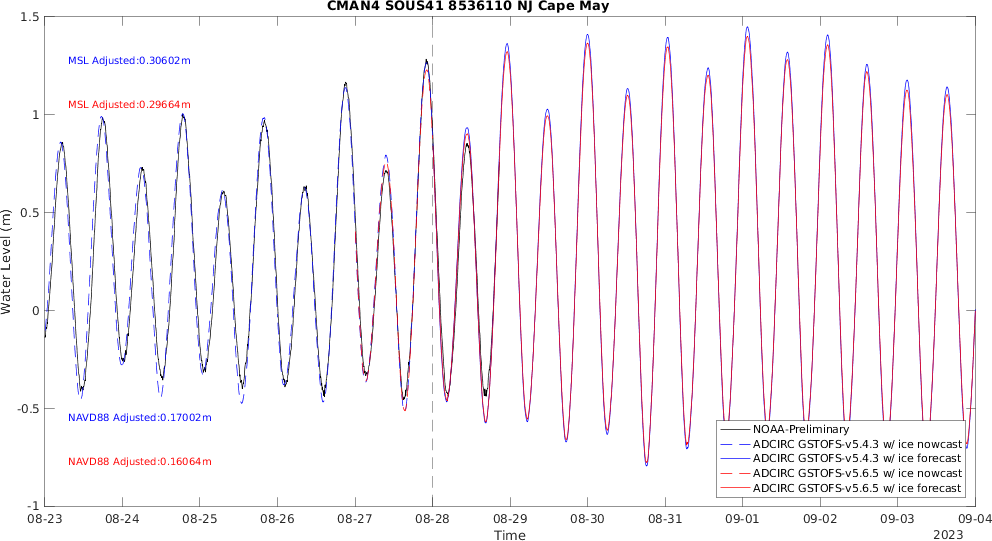 CMAN4 SOUS41 8536110 NJ Cape May
1.5
1
0.5
0
-0.5
-1
Water Level (m)
MSL Adjusted:0.30602m
MSL Adjusted:0.29664m
NAVD88 Adjusted:0.17002m
NAVD88 Adjusted:0.16064m
NOAA-Preliminary
ADCIRC GSTOFS-v5.4.3 w/ ice nowcast
ADCIRC GSTOFS-v5.4.3 w/ ice forecast
ADCIRC GSTOFS-v5.6.5 w/ ice nowcast
ADCIRC GSTOFS-v5.6.5 w/ ice forecast
08-23 08-24 08-25 08-26 08-27 08-28 08-29 08-30 08-31 09-01 09-02 09-03 09-04
Time
2023